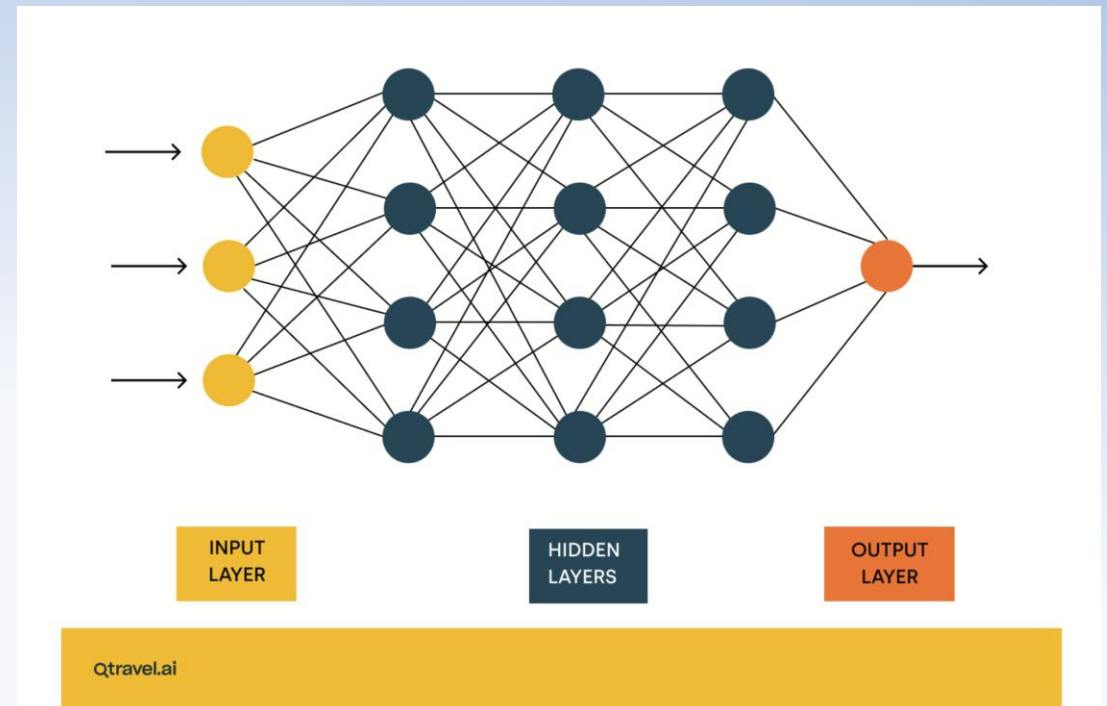 INPUT
LAYER
HIDDEN
LAYERS
OUTPUT
LAYER
Qtravel.ai